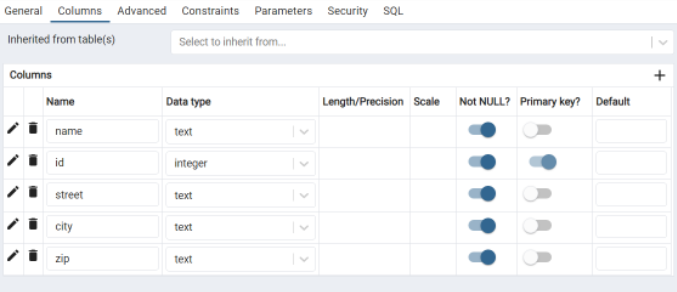 General Columns Advanced Constraints Parameters Security SQL
Inherited from table(s) Select to inherit from...
Columns
Name Data type Length/Precision Scale Not NULL? Primary key? Default
name text
id integer
street text
city text
zip text